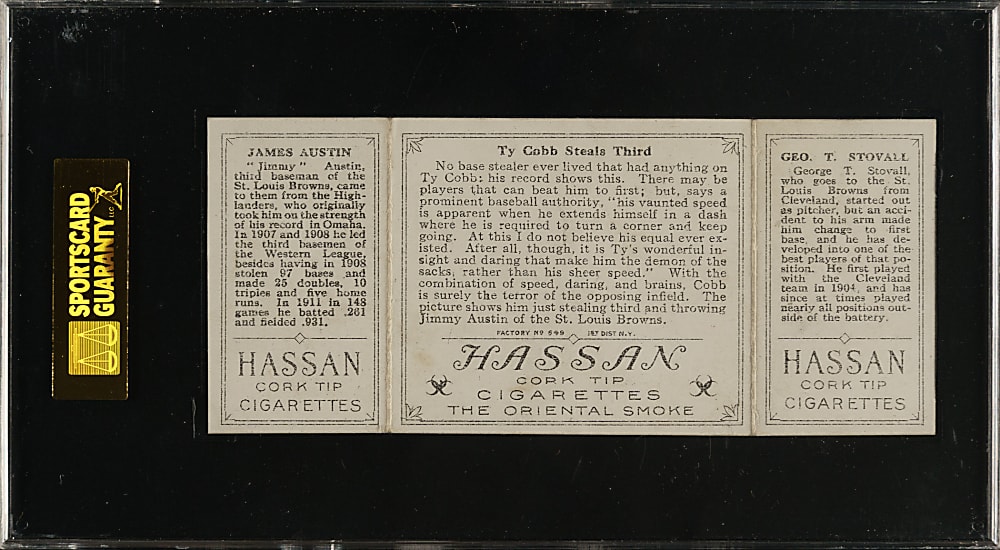 SPORTSCARD
GUARANTY LLC
JAMES AUSTIN
"Jimmy" Austin,
third baseman of the
St. Louis Browns, came
to them from the High-
landers, who originally
took him on the strength
of his record in Omaha.
In 1907 and 1908 he led
the third basemen of
the Western League,
besides having in 1908
stolen 97 bases and
made 25 doubles, 10
triples and five home
runs. In 1911 in 148
games he batted .261
and fielded .931.
HASSAN
CORK TIP
CIGARETTES
Ty Cobb Steals Third
No base stealer ever lived that had anything on
Ty Cobb: his record shows this. There may be
players that can beat him to first; but, says a
prominent baseball authority, "his vaunted speed
is apparent when he extends himself in a dash
where he is required to turn a corner and keep
going. At this I do not believe his equal ever ex-
isted. After all, though, it is Ty's wonderful in-
sight and daring that make him the demon of the
sacks, rather than his sheer speed." With the
combination of speed, daring, and brains, Cobb
is surely the terror of the opposing infield. The
picture shows him just stealing third and throwing
Jimmy Austin of the St. Louis Browns.
FACTORY Nº 649 1ST DIST. N.Y.
HASSAN
CORK TIP
CIGARETTES
THE ORIENTAL SMOKE
GEO. T. STOVALL
George T. Stovall,
who goes to the St.
Louis Browns from
Cleveland, started out
as pitcher, but an acci-
dent to his arm made
him change to first
base, and he has de-
veloped into one of the
best players of that po-
sition. He first played
with the Cleveland
team in 1904, and has
since at times played
nearly all positions out-
side of the battery.
HASSAN
CORK TIP
CIGARETTES